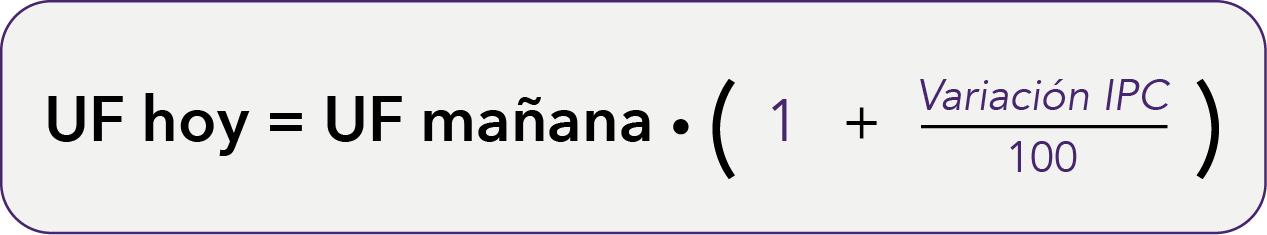 UF hoy = UF mañana • ( 1 + Variación IPC / 100 )